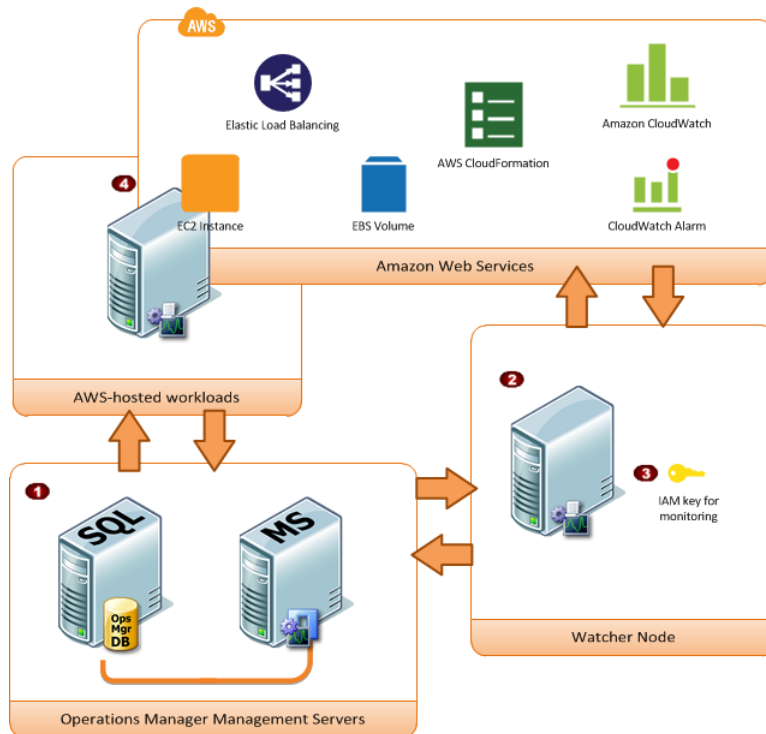 AWS
Elastic Load Balancing
AWS CloudFormation
Amazon CloudWatch
EC2 Instance
EBS Volume
CloudWatch Alarm
Amazon Web Services
4
AWS-hosted workloads
2
3
IAM key for
monitoring
Watcher Node
1
SQL
MS
Ops
Mgr
DB
Operations Manager Management Servers